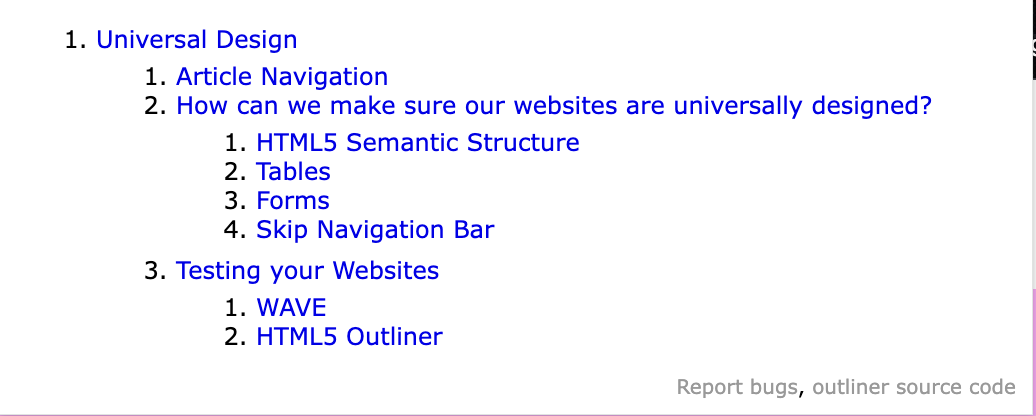 1. Universal Design
1. Article Navigation
2. How can we make sure our websites are universally designed?
1. HTML5 Semantic Structure
2. Tables
3. Forms
4. Skip Navigation Bar
3. Testing your Websites
1. WAVE
2. HTML5 Outliner
Report bugs, outliner source code